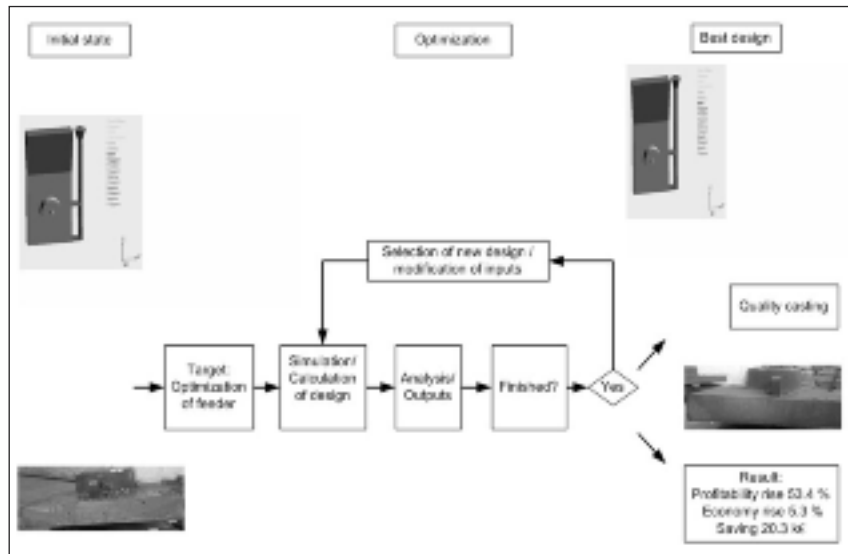 Initial state
Optimization
Best design
Selection of new design /
modification of inputs
Quality casting
Target:
Optimization
of feeder
Simulation/
Calculation
of design
Analysis/
Outputs
Finished?
Yes
Result:
Profitability rise 53.4 %
Economy rise 5.3 %
Saving 20.3 k€